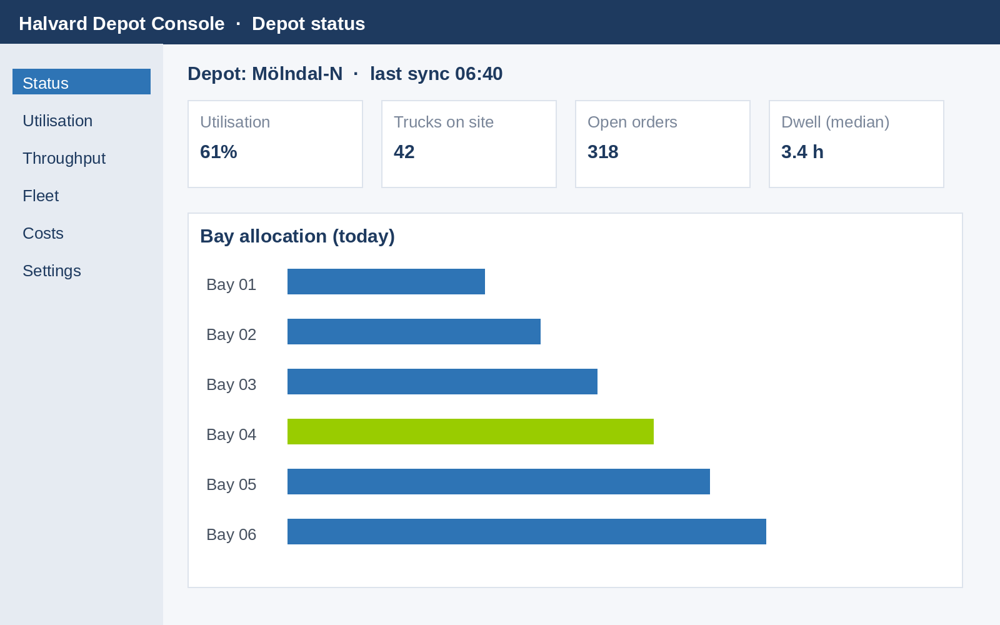 Halvard Depot Console · Depot status
Status
Utilisation
Throughput
Fleet
Costs
Settings
Depot: Mölndal-N · last sync 06:40
Utilisation
61%
Trucks on site
42
Open orders
318
Dwell (median)
3.4 h
Bay allocation (today)
Bay 01
Bay 02
Bay 03
Bay 04
Bay 05
Bay 06